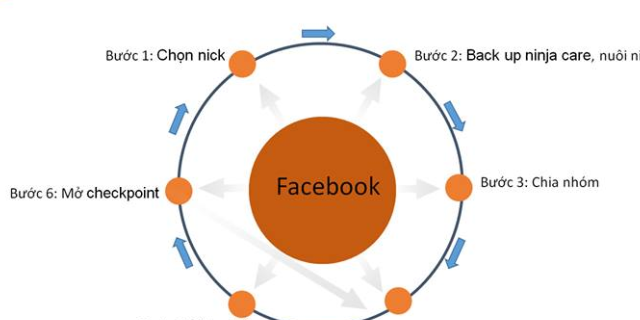 Bước 1: Chọn nick
Bước 2: Back up ninja care, nuôi
Facebook
Bước 3: Chia nhóm
Bước 6: Mở checkpoint